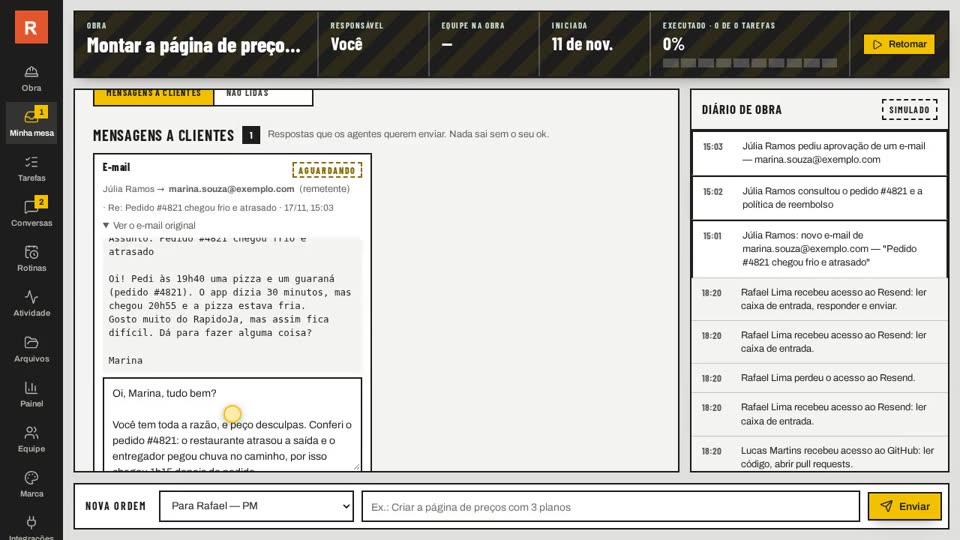 R
Obra
1
Minha mesa
Tarefas
2
Conversas
Rotinas
Atividade
Arquivos
Painel
Equipe
Marca
Integrações
OBRA
Montar a página de preço...
RESPONSÁVEL
Você
EQUIPE NA OBRA
—
INICIADA
11 de nov.
EXECUTADO · 0 DE 0 TAREFAS
0%
Retomar
MENSAGENS A CLIENTES
NÃO LIDAS
MENSAGENS A CLIENTES 1 Respostas que os agentes querem enviar. Nada sai sem o seu ok.
E-mail
AGUARDANDO
Júlia Ramos → marina.souza@exemplo.com (remetente)
· Re: Pedido #4821 chegou frio e atrasado · 17/11, 15:03
▼ Ver o e-mail original
Assunto: Pedido #4821 chegou frio e
atrasado
Oi! Pedi às 19h40 uma pizza e um guaraná
(pedido #4821). O app dizia 30 minutos, mas
chegou 20h55 e a pizza estava fria.
Gosto muito do RapidoJa, mas assim fica
difícil. Dá para fazer alguma coisa?
Marina
Oi, Marina, tudo bem?
Você tem toda a razão, e peço desculpas. Conferi o
pedido #4821: o restaurante atrasou a saída e o
entregador pegou chuva no caminho, por isso
chegou 1h15 depois do pedido.
DIÁRIO DE OBRA
SIMULADO
15:03 Júlia Ramos pediu aprovação de um e-mail
— marina.souza@exemplo.com
15:02 Júlia Ramos consultou o pedido #4821 e a
política de reembolso
15:01 Júlia Ramos: novo e-mail de
marina.souza@exemplo.com — "Pedido
#4821 chegou frio e atrasado"
18:20 Rafael Lima recebeu acesso ao Resend: ler
caixa de entrada, responder e enviar.
18:20 Rafael Lima recebeu acesso ao Resend: ler
caixa de entrada.
18:20 Rafael Lima perdeu o acesso ao Resend.
18:20 Rafael Lima recebeu acesso ao Resend: ler
caixa de entrada.
18:20 Lucas Martins recebeu acesso ao GitHub: ler
código, abrir pull requests.
NOVA ORDEM
Para Rafael — PM
Ex.: Criar a página de preços com 3 planos
Enviar